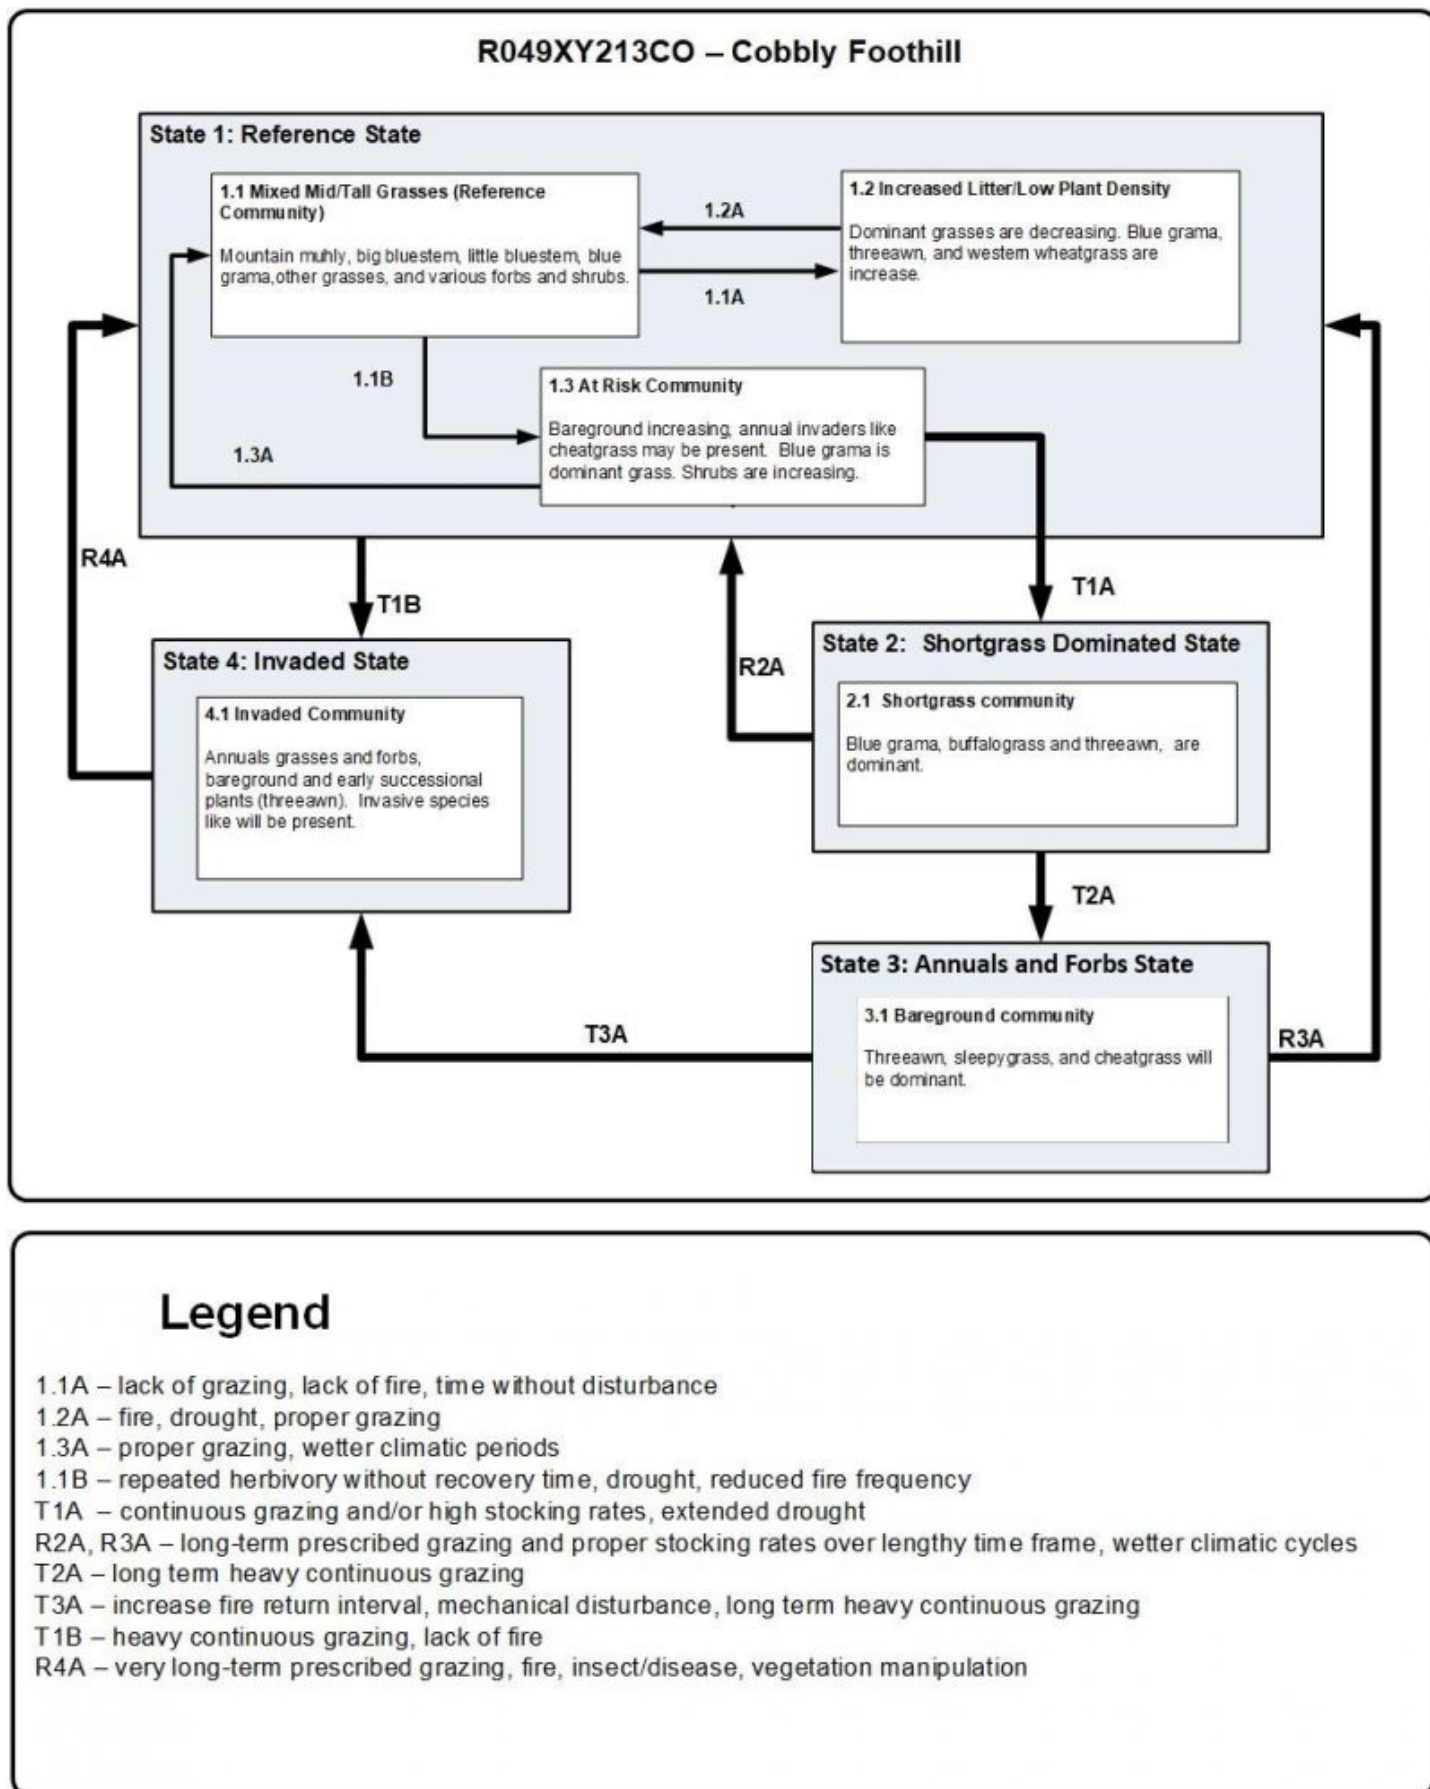 R049XY213CO – Cobbly Foothill
State 1: Reference State
1.1 Mixed Mid/Tall Grasses (Reference
Community)
Mountain muhly, big bluestem, little bluestem, blue
grama,other grasses, and various forbs and shrubs.
1.2A
1.1A
1.2 Increased Litter/Low Plant Density
Dominant grasses are decreasing. Blue grama,
threeawn, and western wheatgrass are
increase.
1.1B
1.3A
1.3 At Risk Community
Bareground increasing, annual invaders like
cheatgrass may be present. Blue grama is
dominant grass. Shrubs are increasing.
R4A
T1B
R2A
T1A
State 4: Invaded State
4.1 Invaded Community
Annuals grasses and forbs,
bareground and early successional
plants (threeawn). Invasive species
like will be present.
State 2: Shortgrass Dominated State
2.1 Shortgrass community
Blue grama, buffalograss and threeawn, are
dominant.
T2A
State 3: Annuals and Forbs State
3.1 Bareground community
Threeawn, sleepygrass, and cheatgrass will
be dominant.
T3A
R3A
Legend
1.1A – lack of grazing, lack of fire, time without disturbance
1.2A – fire, drought, proper grazing
1.3A – proper grazing, wetter climatic periods
1.1B – repeated herbivory without recovery time, drought, reduced fire frequency
T1A – continuous grazing and/or high stocking rates, extended drought
R2A, R3A – long-term prescribed grazing and proper stocking rates over lengthy time frame, wetter climatic cycles
T2A – long term heavy continuous grazing
T3A – increase fire return interval, mechanical disturbance, long term heavy continuous grazing
T1B – heavy continuous grazing, lack of fire
R4A – very long-term prescribed grazing, fire, insect/disease, vegetation manipulation